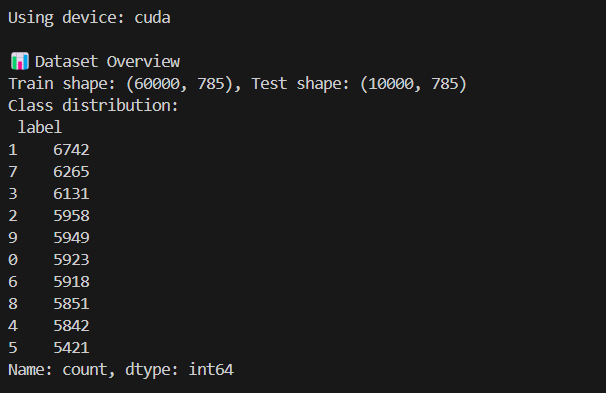 Using device: cuda
📊 Dataset Overview
Train shape: (60000, 785), Test shape: (10000, 785)
Class distribution:
label
1    6742
7    6265
3    6131
2    5958
9    5949
0    5923
6    5918
8    5851
4    5842
5    5421
Name: count, dtype: int64